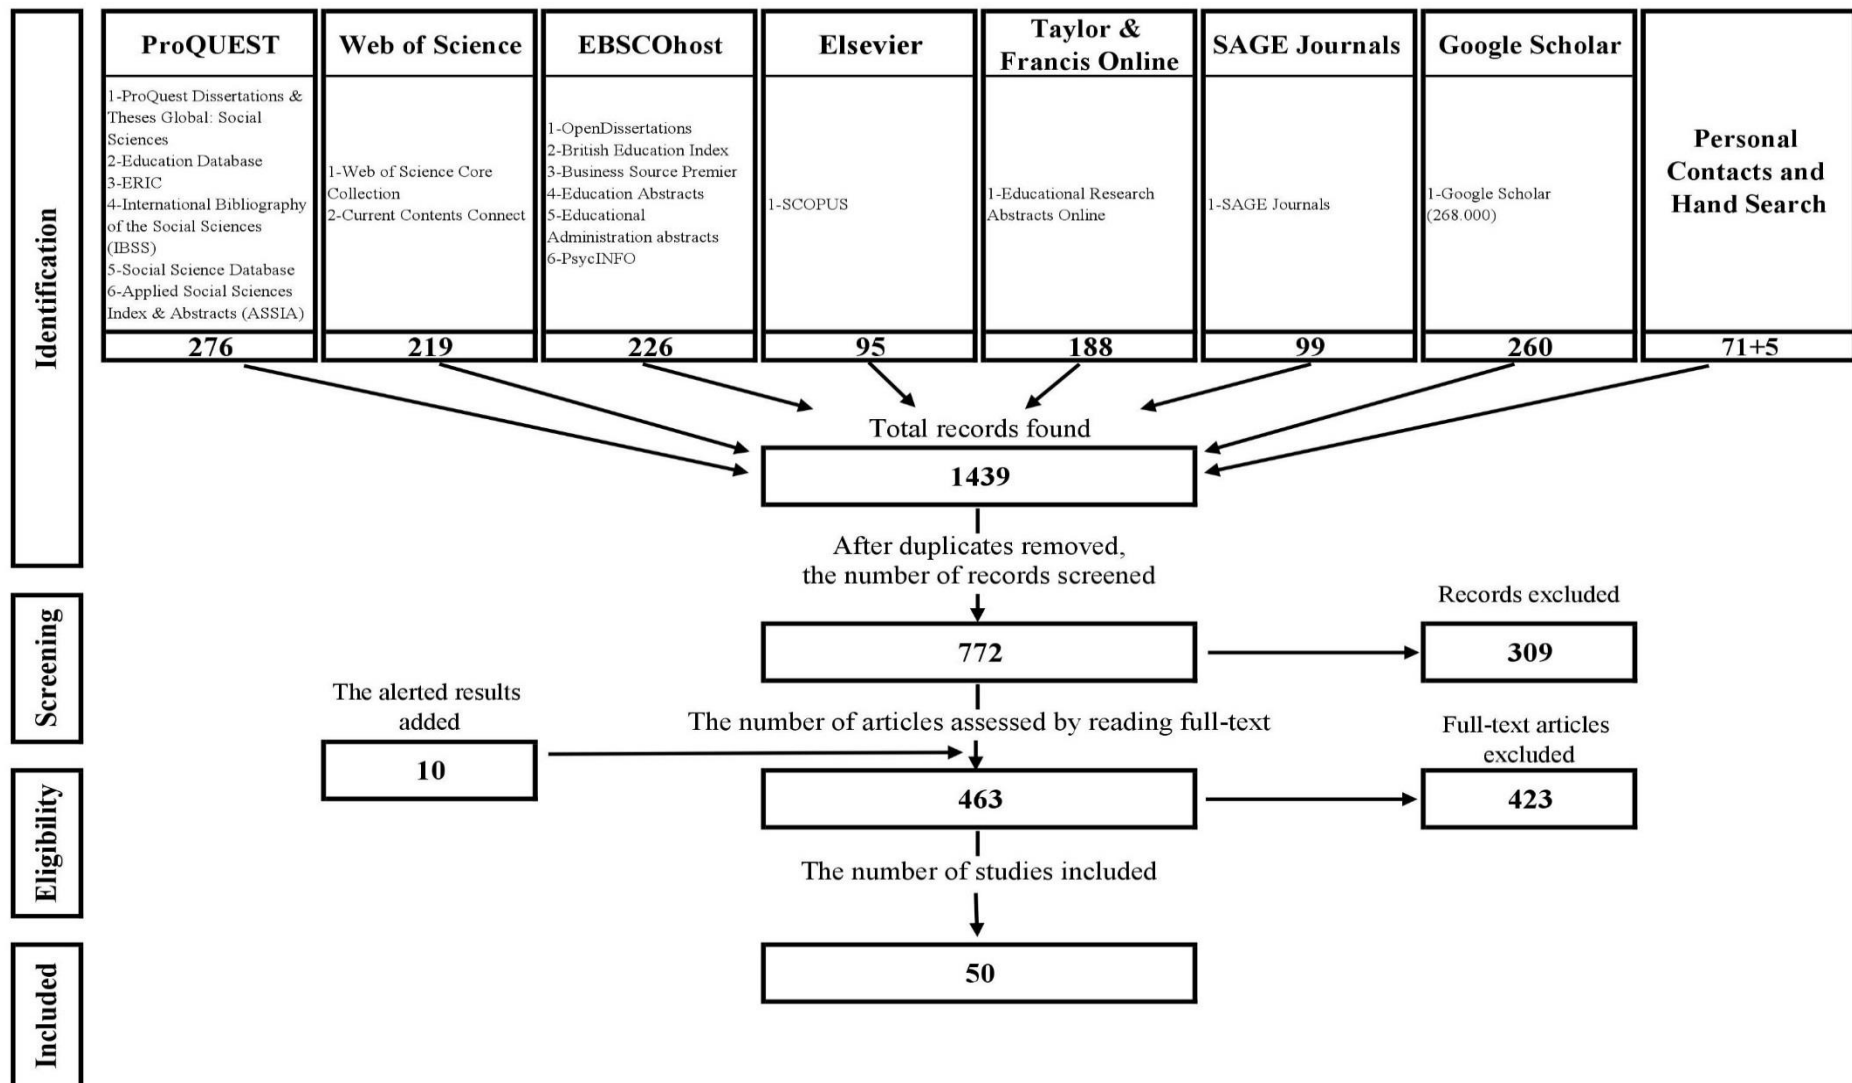 Identification
ProQUEST
1-ProQuest Dissertations &
Theses Global: Social
Sciences
2-Education Database
3-ERIC
4-International Bibliography
of the Social Sciences
(IBSS)
5-Social Science Database
6-Applied Social Sciences
Index & Abstracts (ASSIA)
276
Web of Science
1-Web of Science Core
Collection
2-Current Contents Connect
219
EBSCOhost
1-OpenDissertations
2-British Education Index
3-Business Source Premier
4-Education Abstracts
5-Educational
Administration abstracts
6-PsycINFO
226
Elsevier
1-SCOPUS
95
Taylor &
Francis Online
1-Educational Research
Abstracts Online
188
SAGE Journals
1-SAGE Journals
99
Google Scholar
1-Google Scholar
(268.000)
260
Personal
Contacts and
Hand Search
71+5
Total records found
1439
After duplicates removed,
the number of records screened
Screening
772
Records excluded
309
The alerted results
added
10
The number of articles assessed by reading full-text
Eligibility
463
Full-text articles
excluded
423
The number of studies included
Included
50